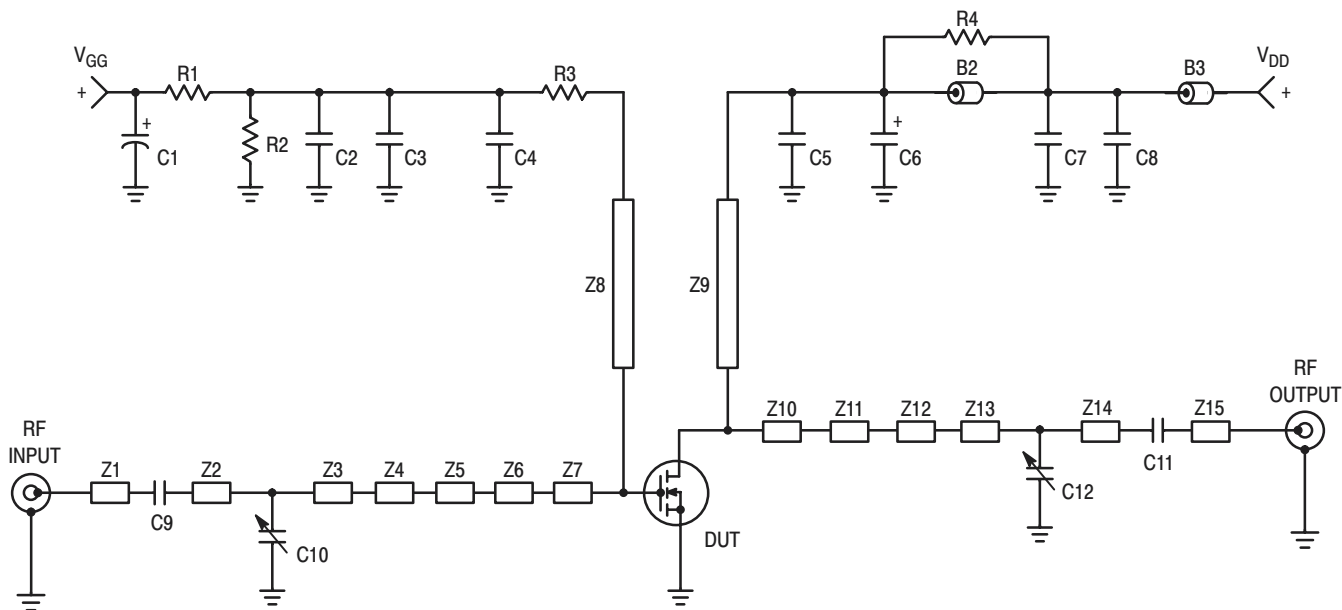 R4
V_GG
R1
R3
B2
B3
V_DD
+
+
+
+
C1
R2
C2
C3
C4
C5
C6
C7
C8
Z8
Z9
RF
OUTPUT
Z10
Z11
Z12
Z13
Z14
Z15
RF
INPUT
C11
Z1
Z2
Z3
Z4
Z5
Z6
Z7
C12
C9
DUT
C10